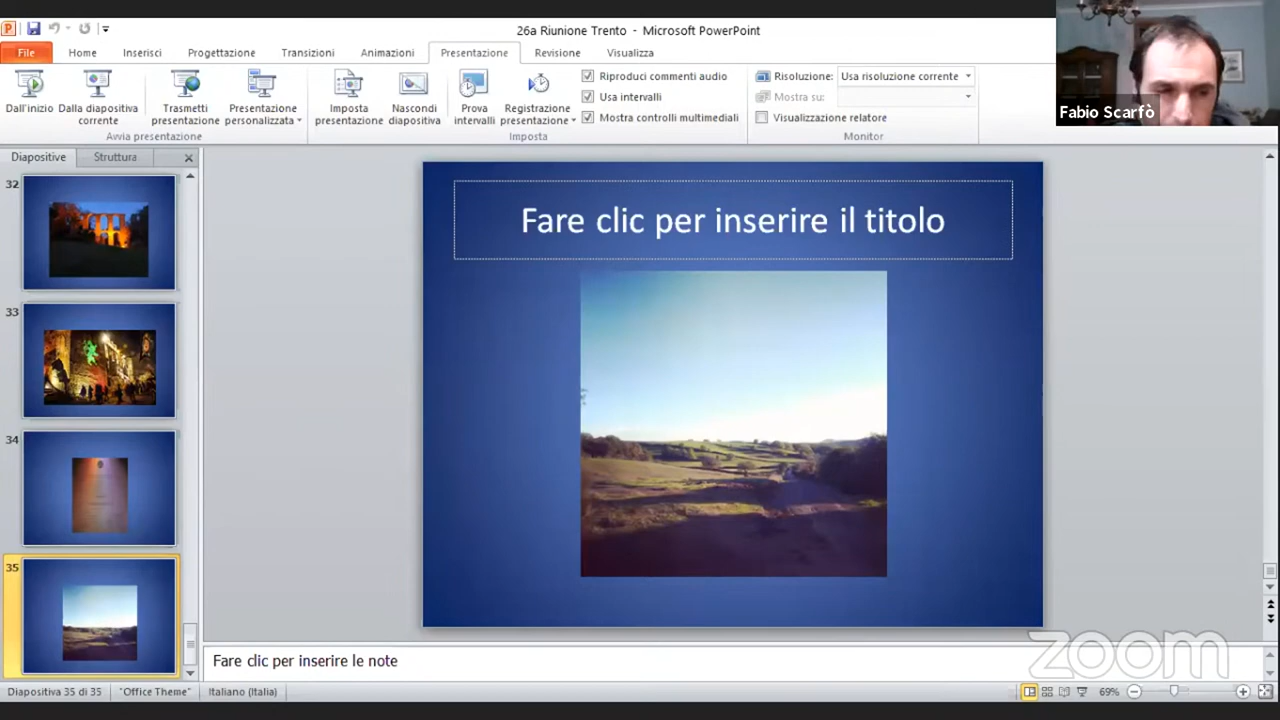 26a Riunione Trento - Microsoft PowerPoint
File Home Inserisci Progettazione Transizioni Animazioni Presentazione Revisione Visualizza
Dall'inizio
Dalla diapositiva corrente
Trasmetti presentazione
Presentazione personalizzata
Avvia presentazione
Imposta presentazione
Nascondi diapositiva
Prova intervalli
Registrazione presentazione
Riproduci commenti audio
Usa intervalli
Mostra controlli multimediali
Imposta
Risoluzione: Usa risoluzione corrente
Mostra su:
Visualizzazione relatore
Monitor
Fabio Scarfò
Diapositive Struttura
32
33
34
35
Fare clic per inserire il titolo
Fare clic per inserire le note
zoom
Diapositiva 35 di 35 "Office Theme" Italiano (Italia) 69%